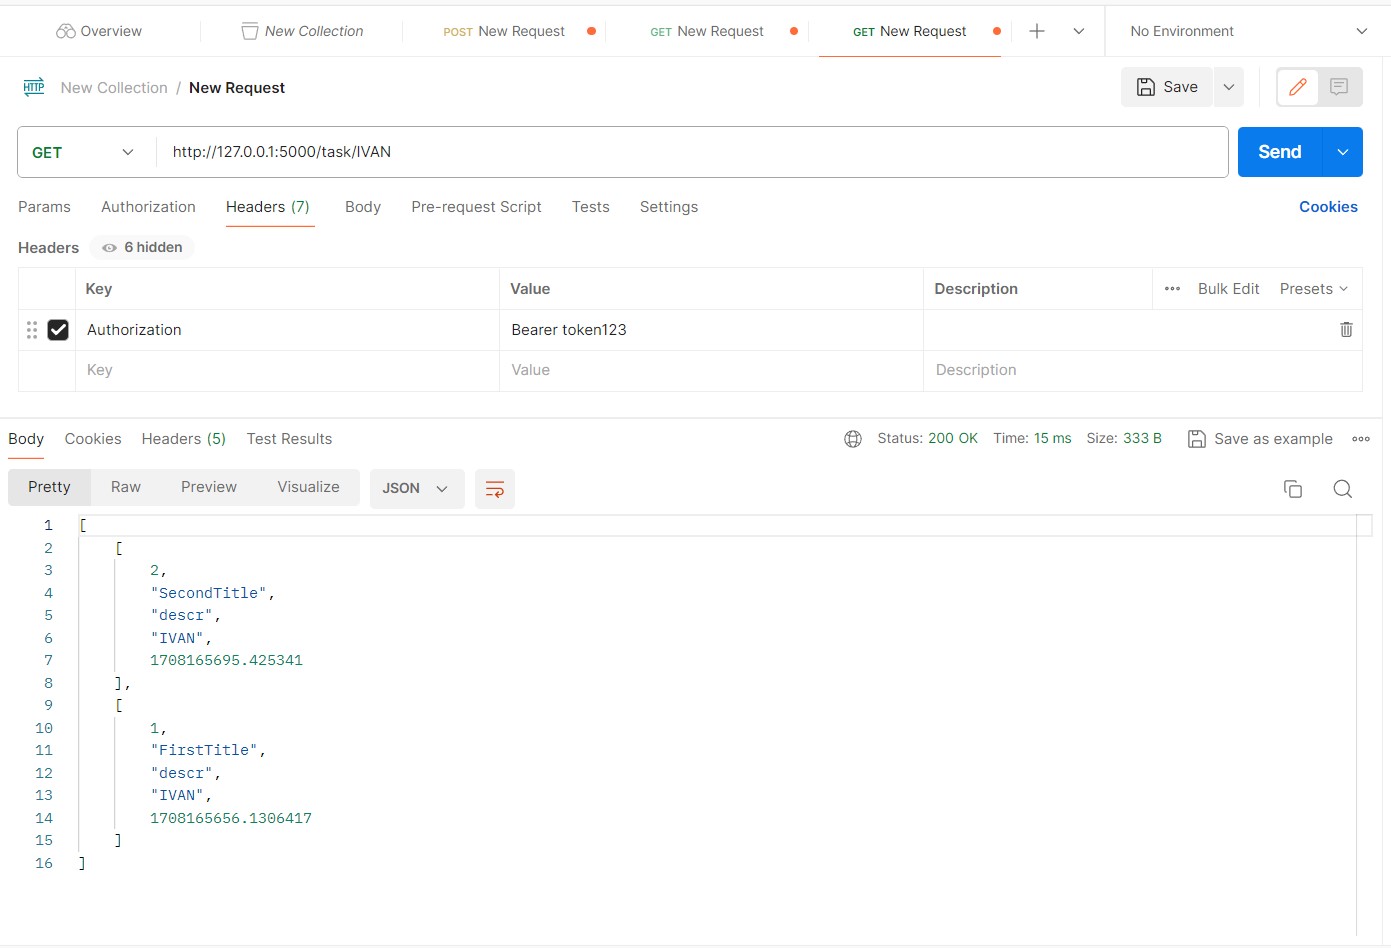 Overview New Collection POST New Request GET New Request GET New Request No Environment
HTTP New Collection / New Request Save
GET http://127.0.0.1:5000/task/IVAN Send
Params Authorization Headers (7) Body Pre-request Script Tests Settings Cookies
Headers 6 hidden
Key Value Description Bulk Edit Presets
Authorization Bearer token123
Key Value Description
Body Cookies Headers (5) Test Results Status: 200 OK Time: 15 ms Size: 333 B Save as example
Pretty Raw Preview Visualize JSON
1 [
2 [
3 2,
4 "SecondTitle",
5 "descr",
6 "IVAN",
7 1708165695.425341
8 ],
9 [
10 1,
11 "FirstTitle",
12 "descr",
13 "IVAN",
14 1708165656.1306417
15 ]
16 ]